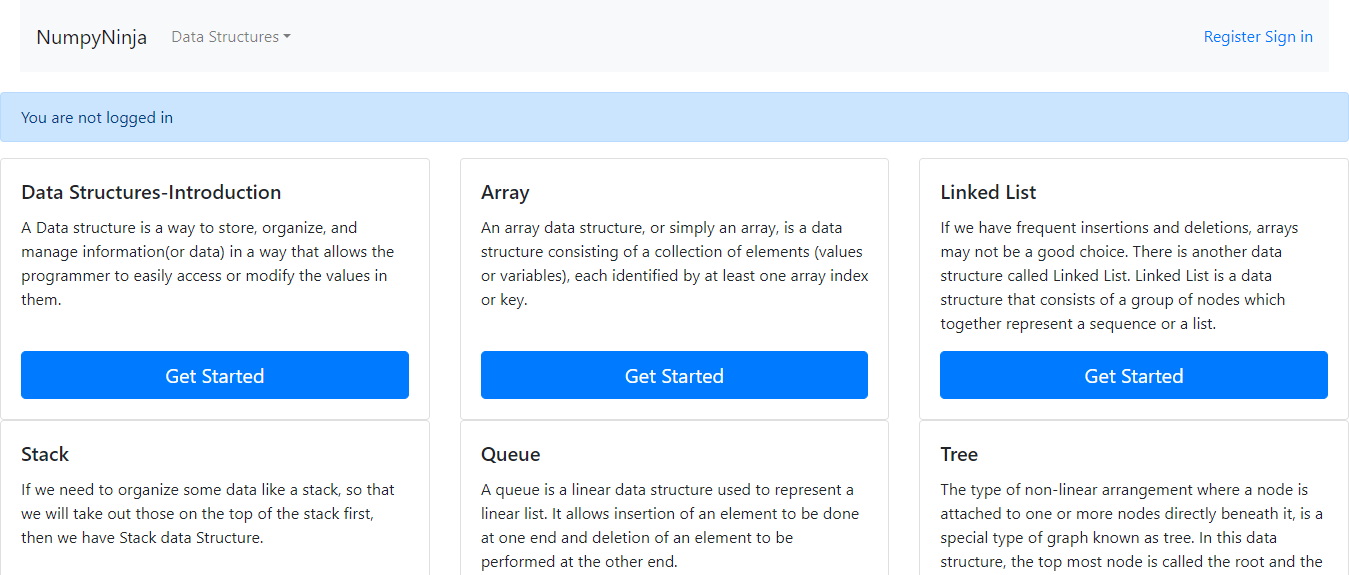 NumpyNinja Data Structures Register Sign in
You are not logged in
Data Structures-Introduction
A Data structure is a way to store, organize, and
manage information(or data) in a way that allows the
programmer to easily access or modify the values in
them.
Get Started
Array
An array data structure, or simply an array, is a data
structure consisting of a collection of elements (values
or variables), each identified by at least one array index
or key.
Get Started
Linked List
If we have frequent insertions and deletions, arrays
may not be a good choice. There is another data
structure called Linked List. Linked List is a data
structure that consists of a group of nodes which
together represent a sequence or a list.
Get Started
Stack
If we need to organize some data like a stack, so that
we will take out those on the top of the stack first,
then we have Stack data Structure.
Queue
A queue is a linear data structure used to represent a
linear list. It allows insertion of an element to be done
at one end and deletion of an element to be
performed at the other end.
Tree
The type of non-linear arrangement where a node is
attached to one or more nodes directly beneath it, is a
special type of graph known as tree. In this data
structure, the top most node is called the root and the